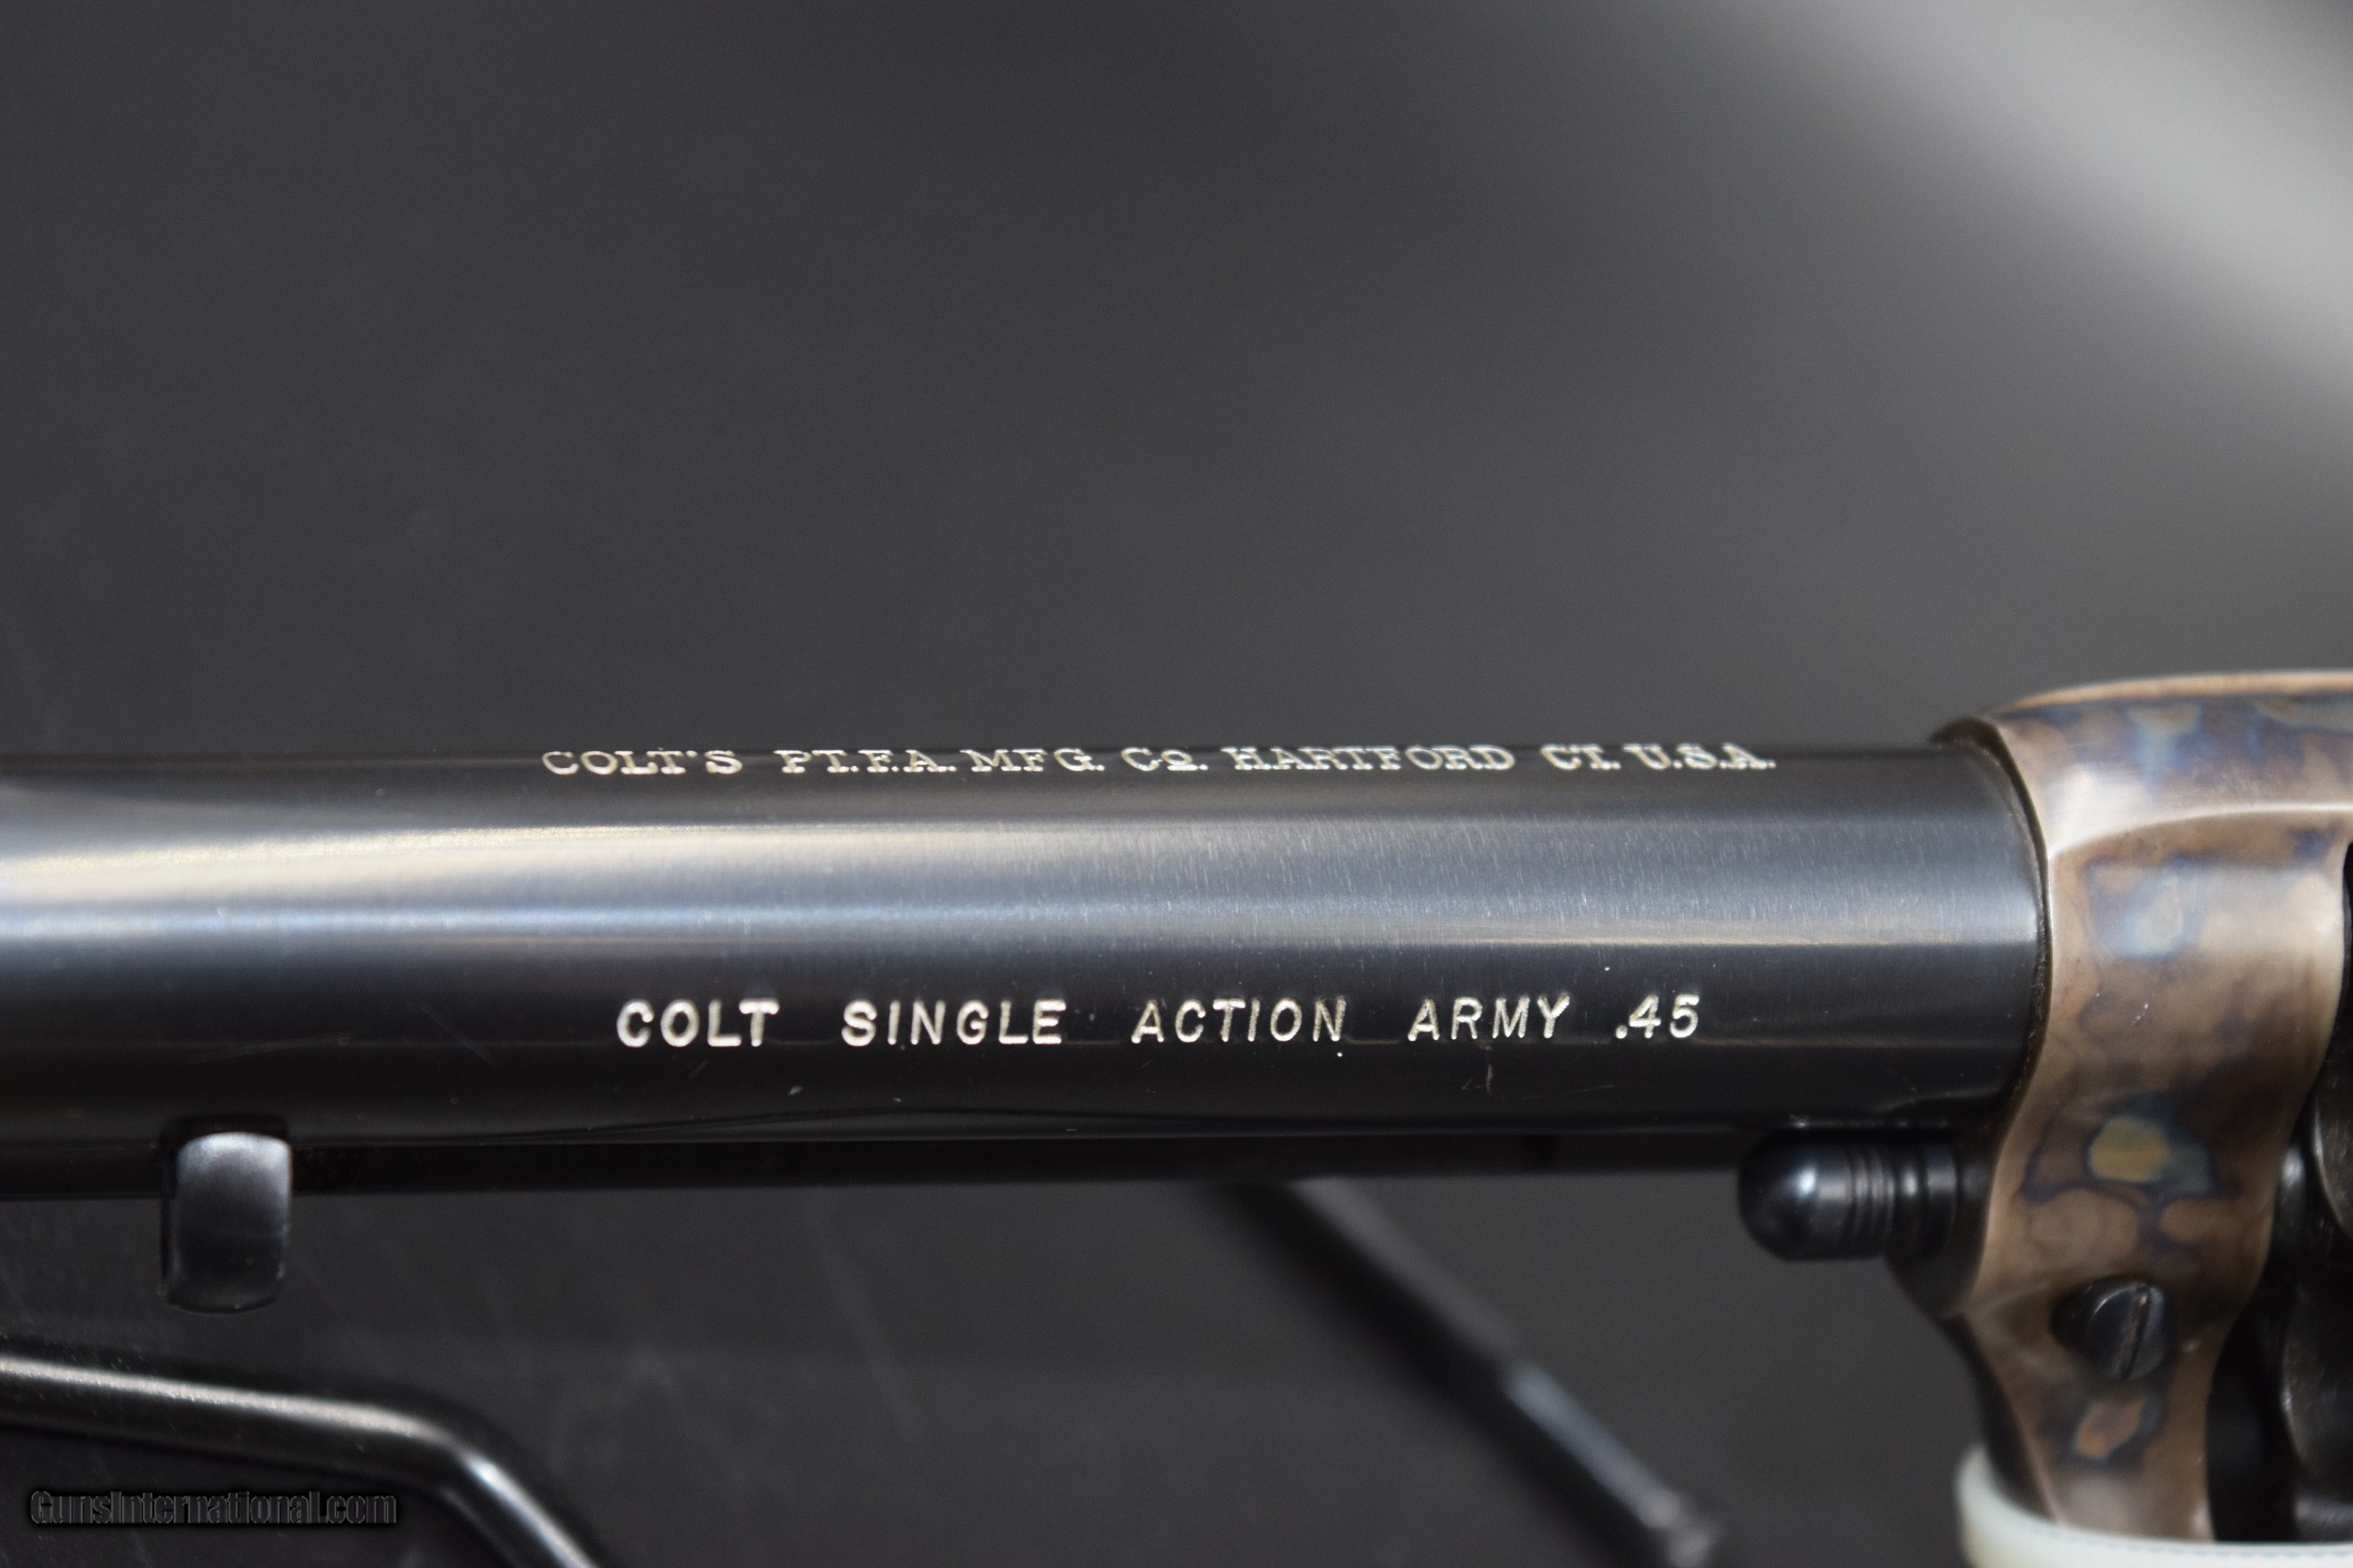 COLT'S PT.F.A. MFG. Co. HARTFORD CT. U.S.A.
COLT SINGLE ACTION ARMY .45
GunsInternational.com